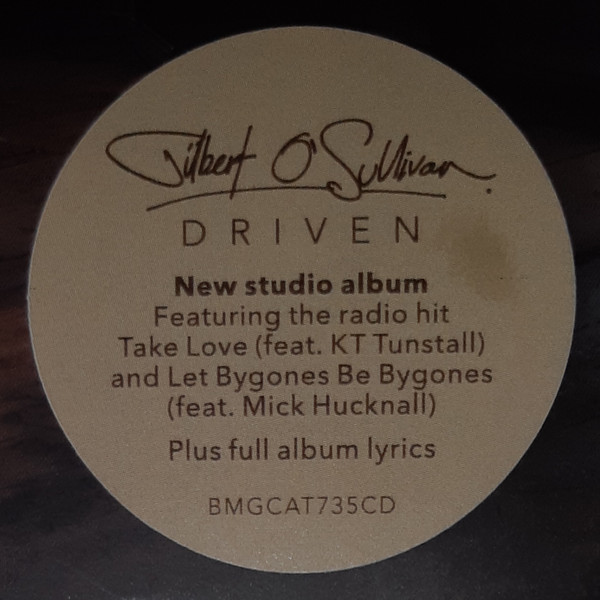 Gilbert O'Sullivan
DRIVEN
New studio album
Featuring the radio hit
Take Love (feat. KT Tunstall)
and Let Bygones Be Bygones
(feat. Mick Hucknall)
Plus full album lyrics
BMGCAT735CD